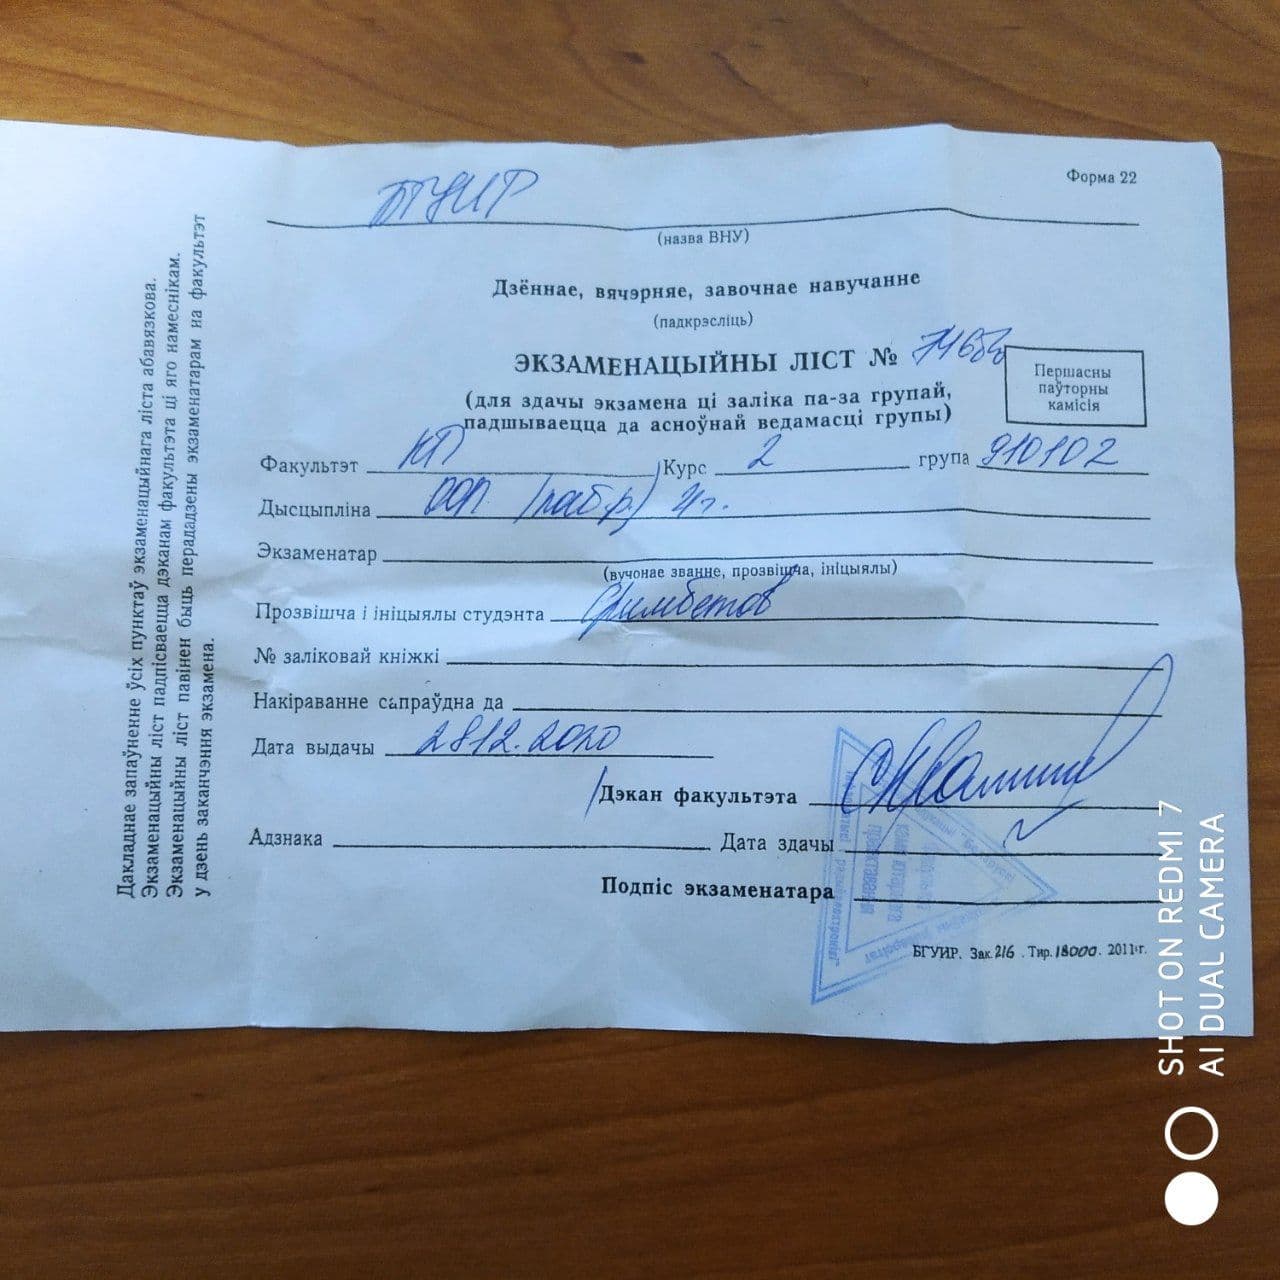 Форма 22
БГУИР
(назва ВНУ)
Дзённае, вячэрняе, завочнае навучанне
(падкрэсліць)
ЭКЗАМЕНАЦЫЙНЫ ЛІСТ №
Першасны
паўторны
камісія
(для здачы экзамена ці заліка па-за групай,
падшываецца да асноўнай ведамасці групы)
Факультэт КП Курс 2 група 910102
Дысцыпліна ООП (лаб.р.)
Экзаменатар
(вучонае званне, прозвішча, ініцыялы)
Прозвішча і ініцыялы студэнта
№ заліковай кніжкі
Накіраванне сапраўдна да
Дата выдачы 28.12.2020
Дэкан факультэта
Адзнака Дата здачы
Подпіс экзаменатара
БГУИР. Зак. 216. Тир. 18000. 2011 г.
Дакладнае запаўненне ўсіх пунктаў экзаменацыйнага ліста абавязкова.
Экзаменацыйны ліст падпісваецца дэканам факультэта ці яго намеснікам.
Экзаменацыйны ліст павінен быць перададзены экзаменатарам на факультэт
у дзень заканчэння экзамена.
SHOT ON REDMI 7
AI DUAL CAMERA